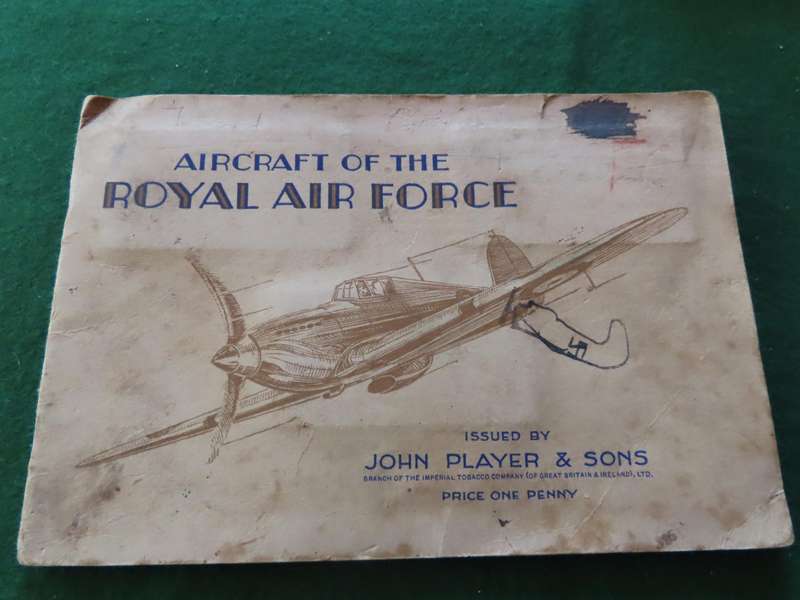 AIRCRAFT OF THE
ROYAL AIR FORCE
ISSUED BY
JOHN PLAYER & SONS
BRANCH OF THE IMPERIAL TOBACCO COMPANY (OF GREAT BRITAIN & IRELAND), LTD.
PRICE ONE PENNY